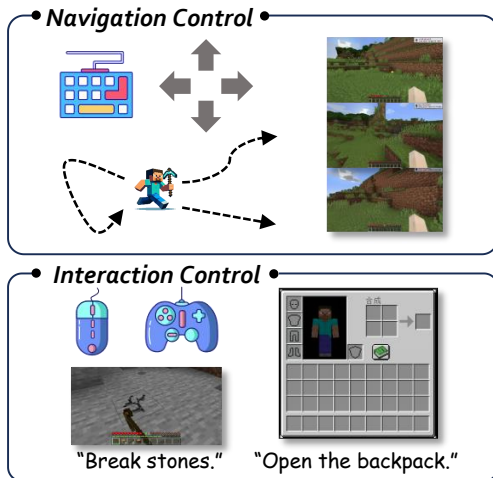 Navigation Control
Interaction Control
合成
"Break stones."
"Open the backpack."